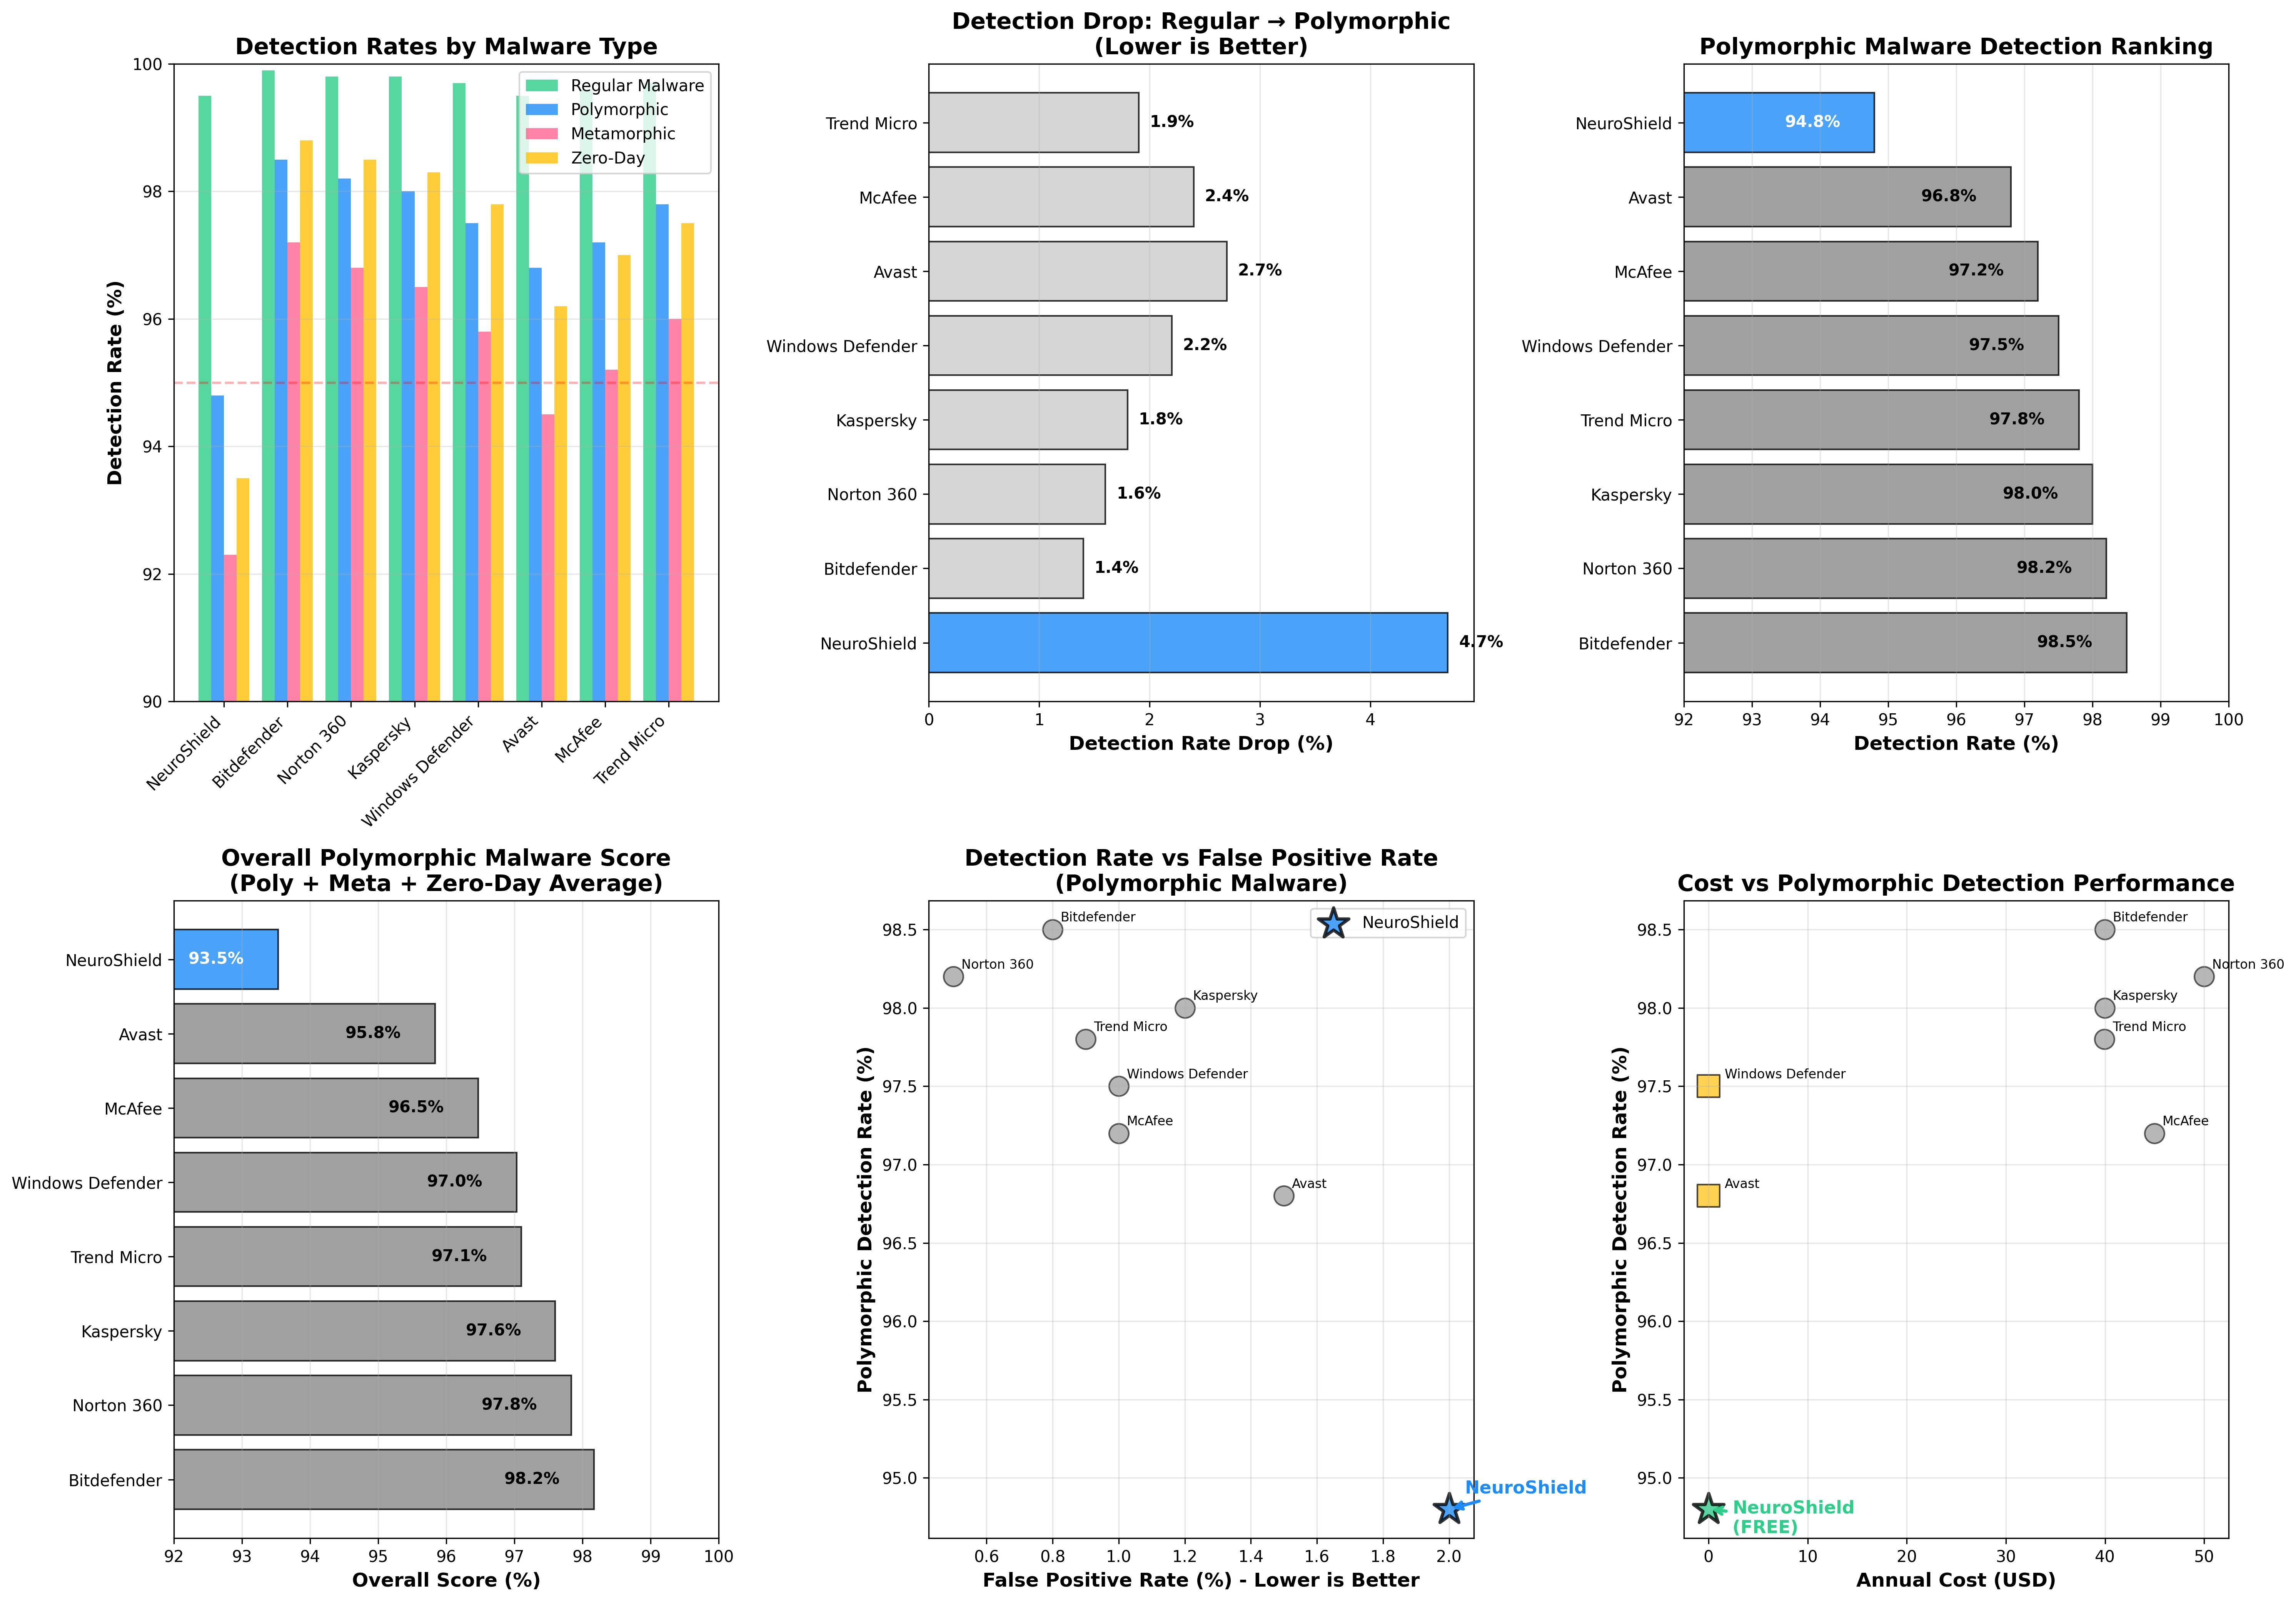 Detection Rates by Malware Type
Detection Rate (%)
100
98
96
94
92
90
Regular Malware
Polymorphic
Metamorphic
Zero-Day
NeuroShield
Bitdefender
Norton 360
Kaspersky
Windows Defender
Avast
McAfee
Trend Micro
Detection Drop: Regular → Polymorphic
(Lower is Better)
Trend Micro
1.9%
McAfee
2.4%
Avast
2.7%
Windows Defender
2.2%
Kaspersky
1.8%
Norton 360
1.6%
Bitdefender
1.4%
NeuroShield
4.7%
0 1 2 3 4
Detection Rate Drop (%)
Polymorphic Malware Detection Ranking
NeuroShield
94.8%
Avast
96.8%
McAfee
97.2%
Windows Defender
97.5%
Trend Micro
97.8%
Kaspersky
98.0%
Norton 360
98.2%
Bitdefender
98.5%
92 93 94 95 96 97 98 99 100
Detection Rate (%)
Overall Polymorphic Malware Score
(Poly + Meta + Zero-Day Average)
NeuroShield
93.5%
Avast
95.8%
McAfee
96.5%
Windows Defender
97.0%
Trend Micro
97.1%
Kaspersky
97.6%
Norton 360
97.8%
Bitdefender
98.2%
92 93 94 95 96 97 98 99 100
Overall Score (%)
Detection Rate vs False Positive Rate
(Polymorphic Malware)
Polymorphic Detection Rate (%)
98.5
98.0
97.5
97.0
96.5
96.0
95.5
95.0
NeuroShield
Bitdefender
Norton 360
Kaspersky
Trend Micro
Windows Defender
McAfee
Avast
NeuroShield
0.6 0.8 1.0 1.2 1.4 1.6 1.8 2.0
False Positive Rate (%) - Lower is Better
Cost vs Polymorphic Detection Performance
Polymorphic Detection Rate (%)
98.5
98.0
97.5
97.0
96.5
96.0
95.5
95.0
Bitdefender
Norton 360
Kaspersky
Trend Micro
Windows Defender
McAfee
Avast
NeuroShield
(FREE)
0 10 20 30 40 50
Annual Cost (USD)